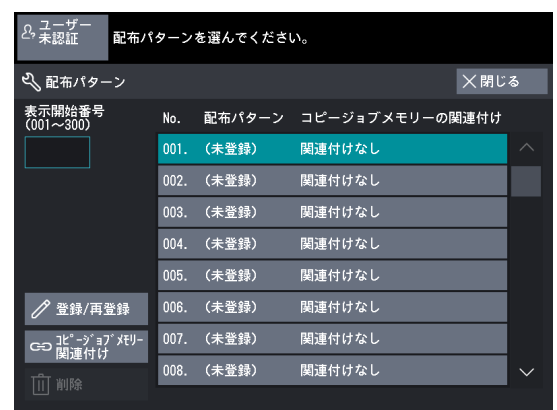 ユーザー
未認証
配布パターンを選んでください。
配布パターン
閉じる
表示開始番号
(001～300)
No. 配布パターン コピージョブメモリーの関連付け
001. (未登録) 関連付けなし
002. (未登録) 関連付けなし
003. (未登録) 関連付けなし
004. (未登録) 関連付けなし
005. (未登録) 関連付けなし
006. (未登録) 関連付けなし
007. (未登録) 関連付けなし
008. (未登録) 関連付けなし
登録/再登録
ｺﾋﾟｰｼﾞｮﾌﾞﾒﾓﾘｰ
関連付け
削除